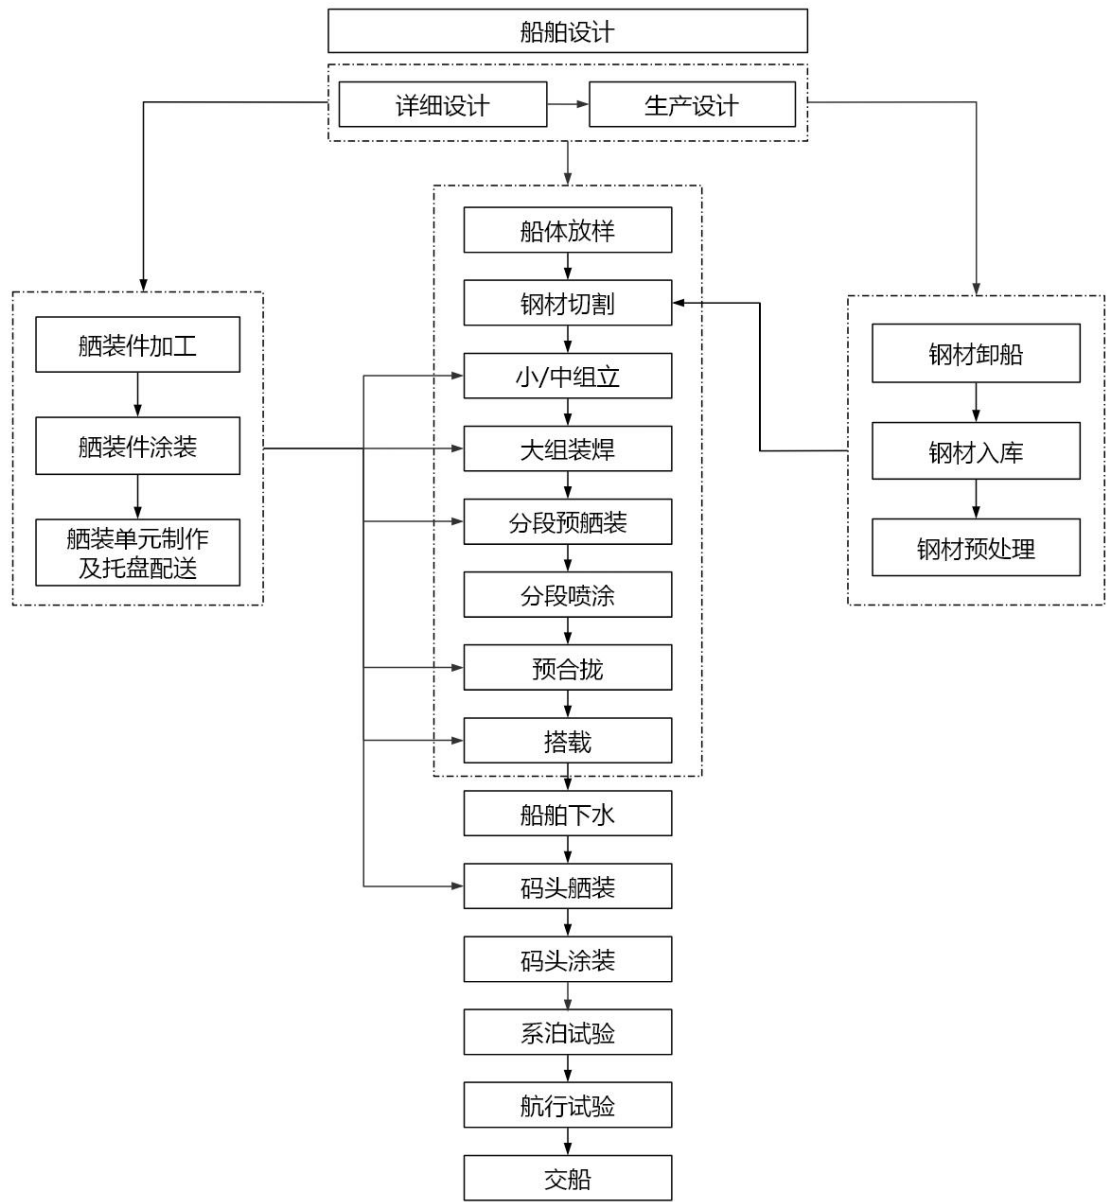 船舶设计
详细设计
生产设计
船体放样
钢材切割
小/中组立
大组装焊
分段预舾装
分段喷涂
预合拢
搭载
船舶下水
码头舾装
码头涂装
系泊试验
航行试验
交船
舾装件加工
舾装件涂装
舾装单元制作
及托盘配送
钢材卸船
钢材入库
钢材预处理